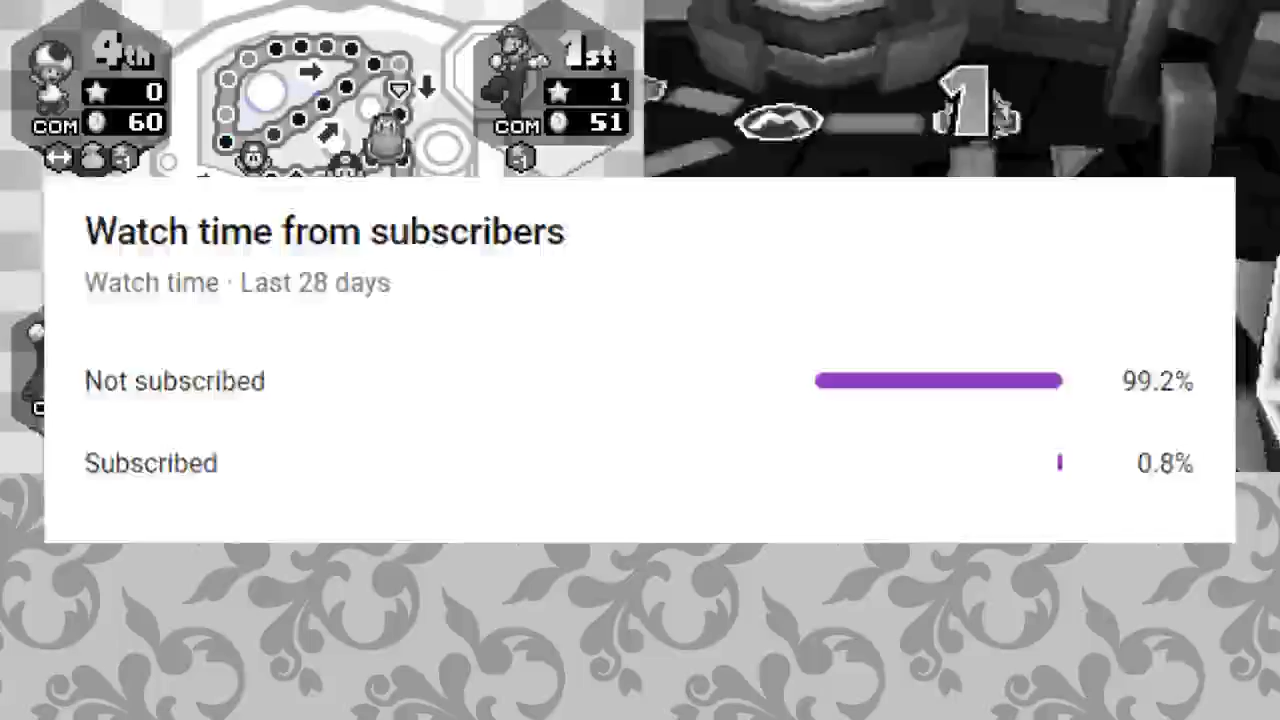 4th
0
60
COM
1st
1
51
COM
1
Watch time from subscribers
Watch time · Last 28 days
Not subscribed 99.2%
Subscribed 0.8%